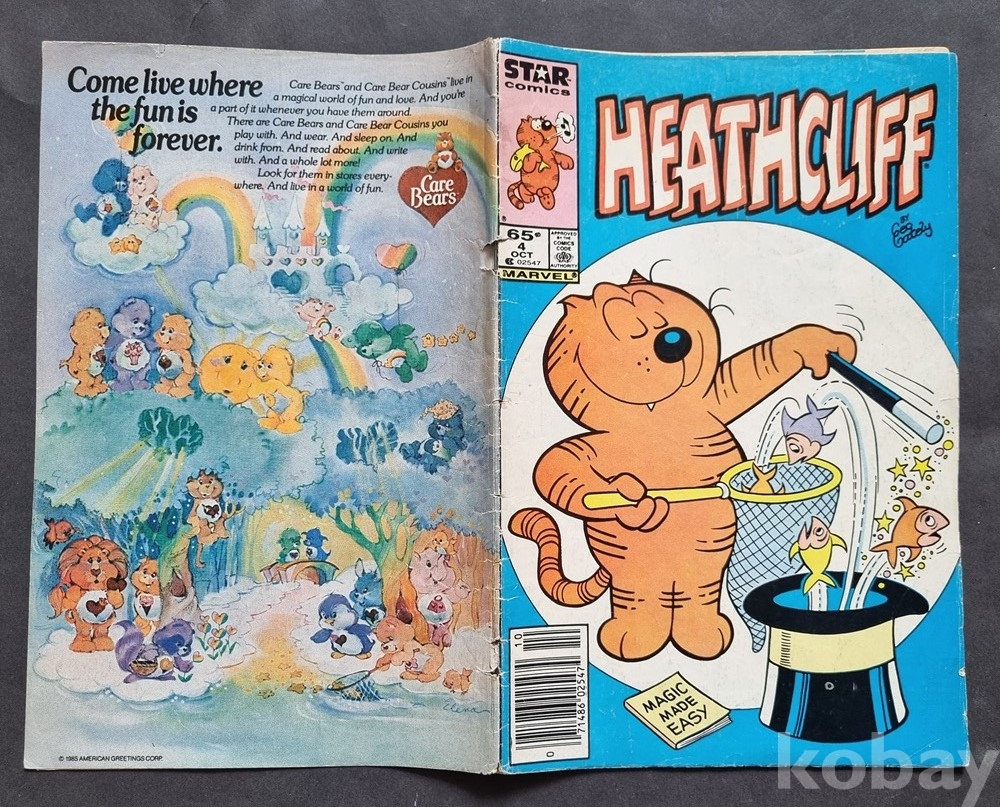 Come live where
the fun is
forever.
Care Bears™ and Care Bear Cousins™ live in
a magical world of fun and love. And you're
a part of it whenever you have them around.
There are Care Bears and Care Bear Cousins you
play with. And wear. And sleep on. And
drink from. And read about. And write
with. And a whole lot more!
Look for them in stores every-
where. And live in a world of fun.
Care
Bears™
Elena
© 1985 AMERICAN GREETINGS CORP.
STAR
comics
HEATHCLIFF®
BY
65¢
4
OCT
02547
APPROVED
BY THE
COMICS
CODE
AUTHORITY
MARVEL®
MAGIC
MADE
EASY
10
0
71486 02547
kobay